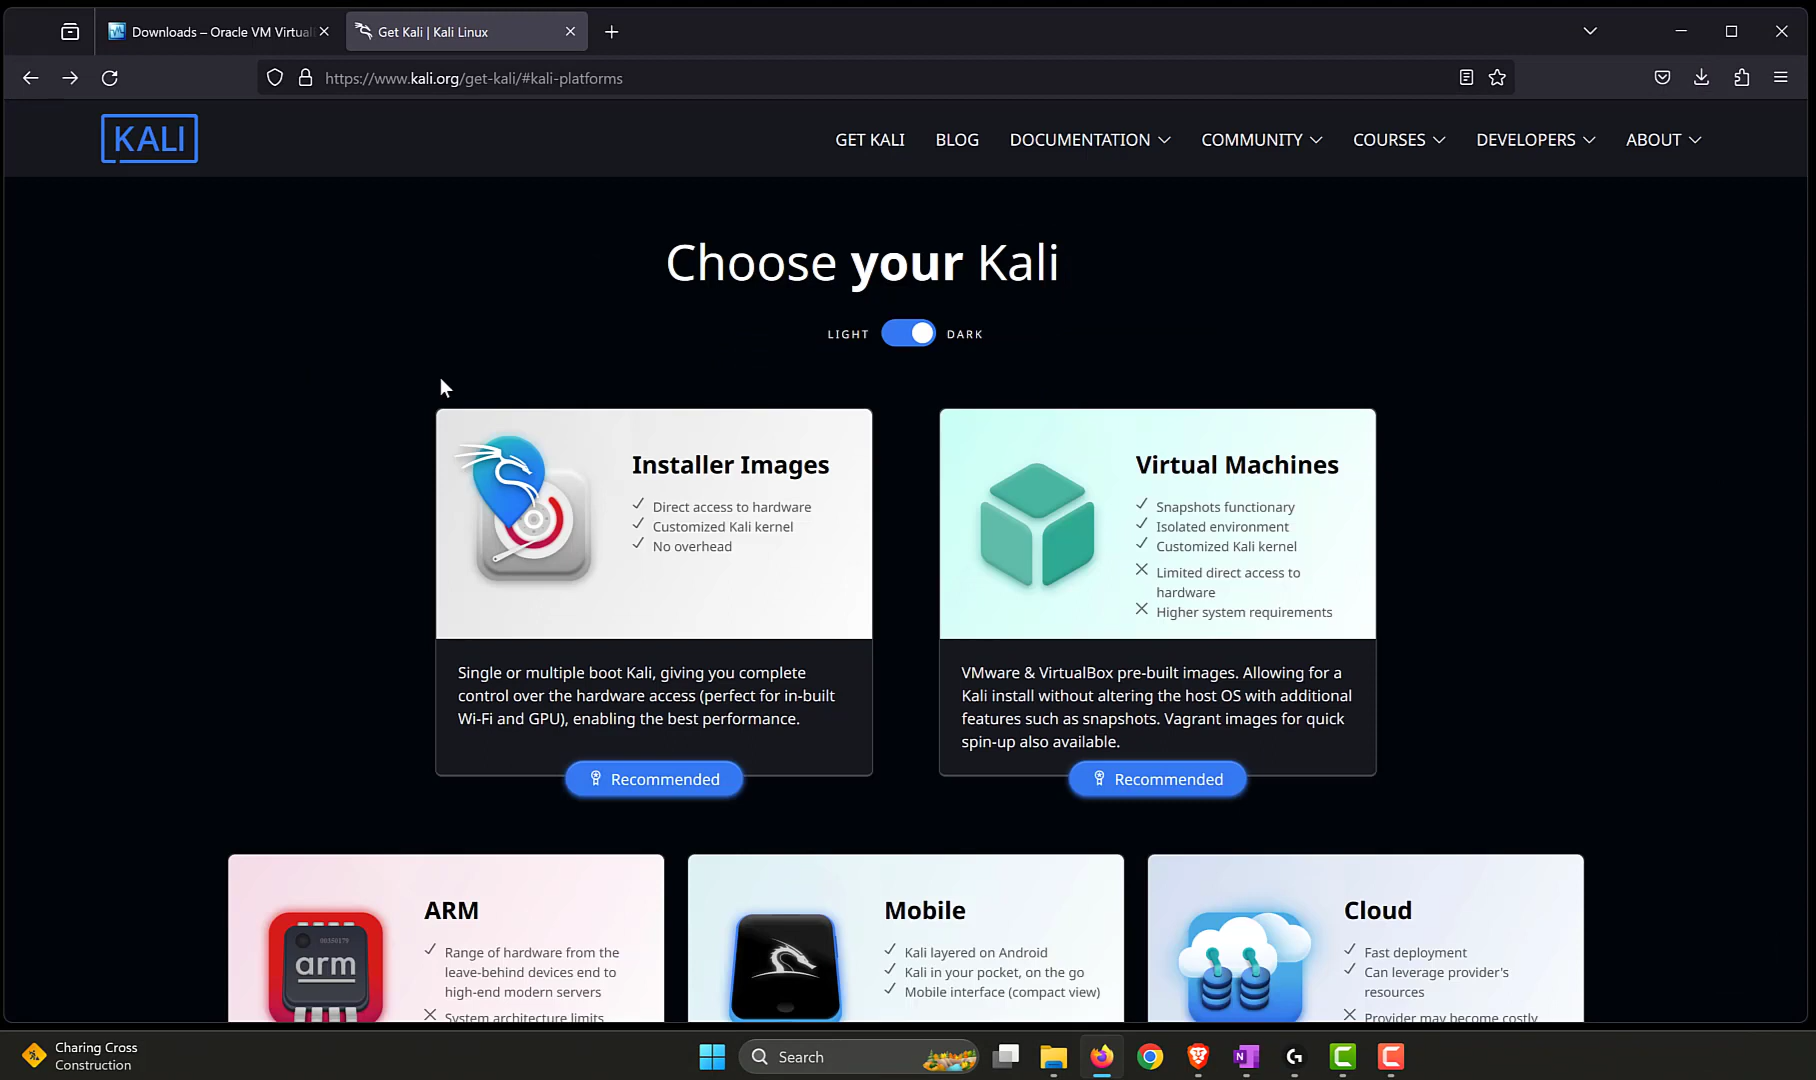 Downloads – Oracle VM Virtual
Get Kali | Kali Linux
https://www.kali.org/get-kali/#kali-platforms
KALI
GET KALI
BLOG
DOCUMENTATION
COMMUNITY
COURSES
DEVELOPERS
ABOUT
Choose your Kali
LIGHT
DARK
Installer Images
Direct access to hardware
Customized Kali kernel
No overhead
Single or multiple boot Kali, giving you complete
control over the hardware access (perfect for in-built
Wi-Fi and GPU), enabling the best performance.
Recommended
Virtual Machines
Snapshots functionary
Isolated environment
Customized Kali kernel
Limited direct access to
hardware
Higher system requirements
VMware & VirtualBox pre-built images. Allowing for a
Kali install without altering the host OS with additional
features such as snapshots. Vagrant images for quick
spin-up also available.
Recommended
arm
ARM
Range of hardware from the
leave-behind devices end to
high-end modern servers
System architecture limits
Mobile
Kali layered on Android
Kali in your pocket, on the go
Mobile interface (compact view)
Cloud
Fast deployment
Can leverage provider's
resources
Provider may become costly
Charing Cross
Construction
Search